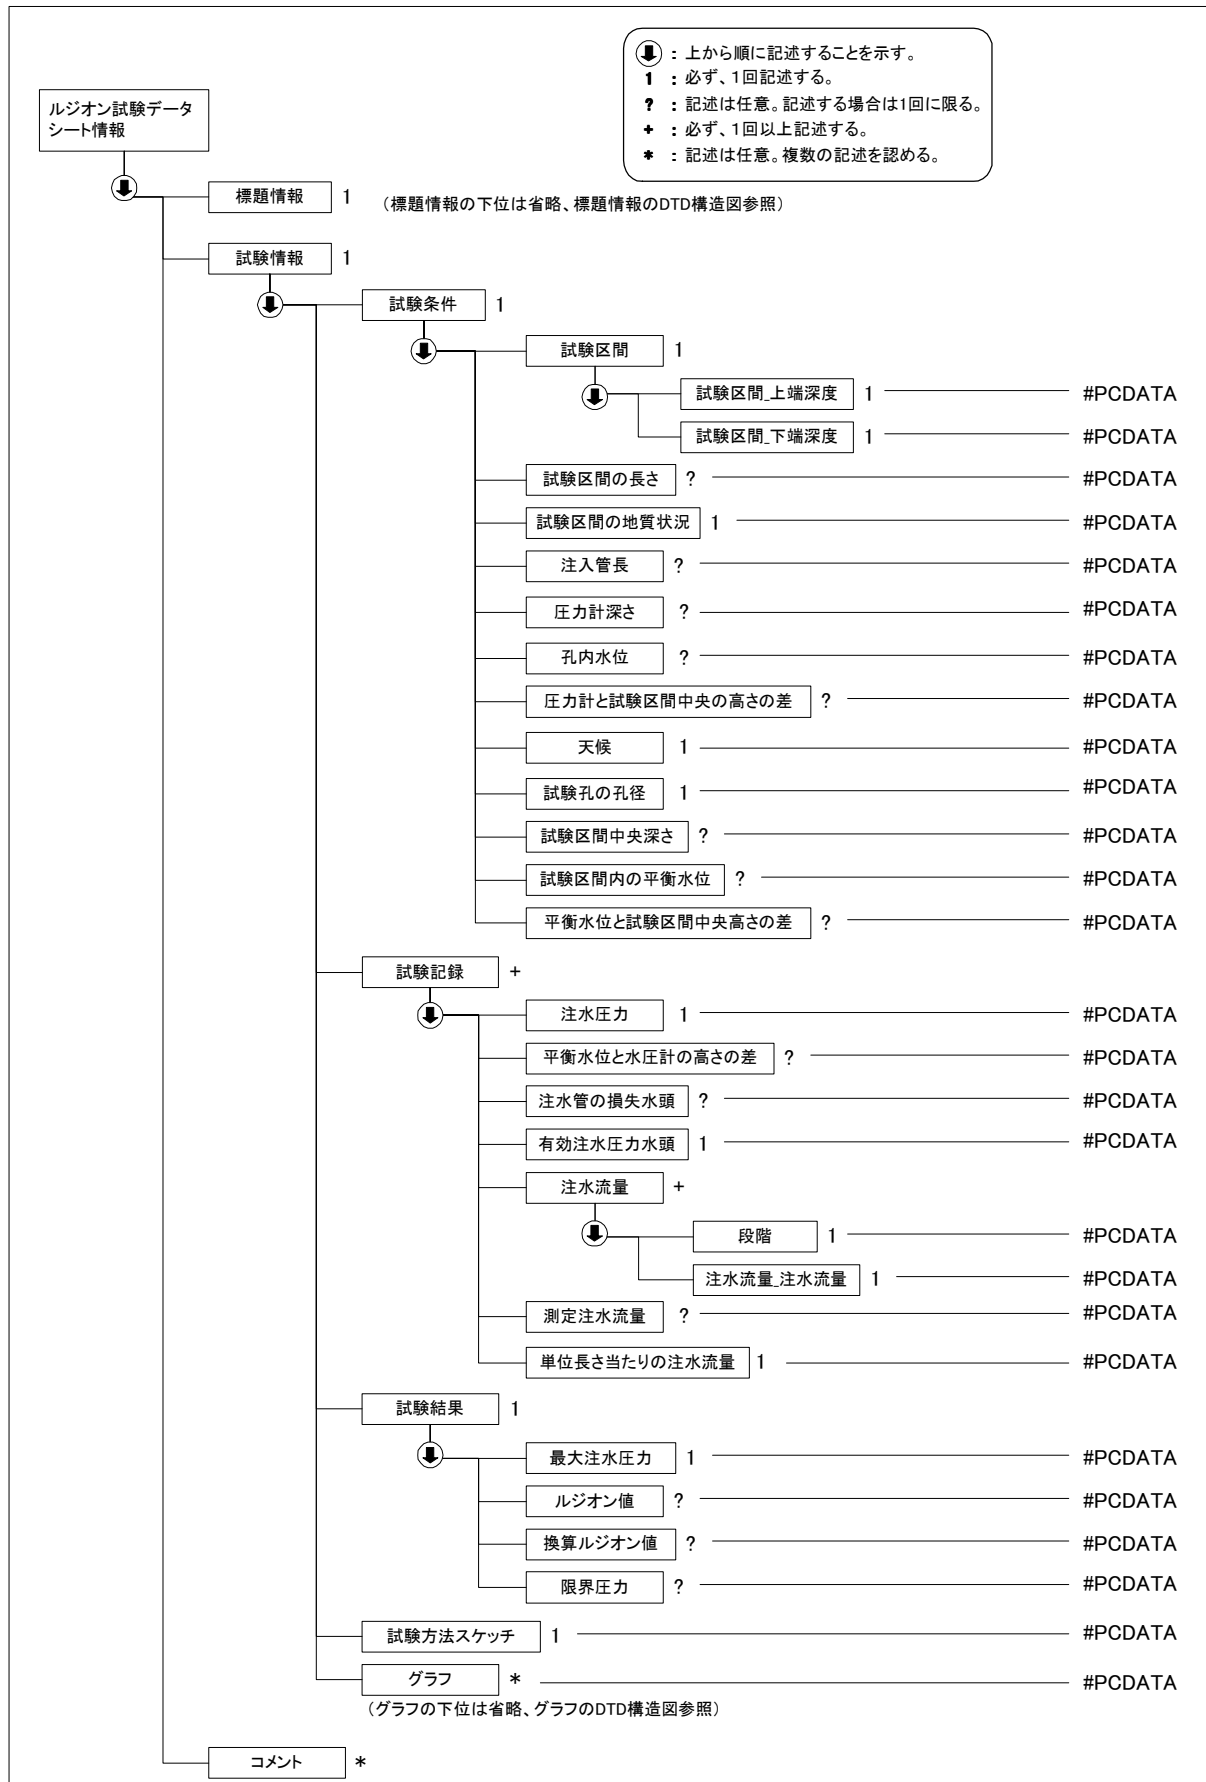 : 上から順に記述することを示す。
1 : 必ず、1回記述する。
? : 記述は任意。記述する場合は1回に限る。
+ : 必ず、1回以上記述する。
* : 記述は任意。複数の記述を認める。
ルジオン試験データ
シート情報
標題情報 1 (標題情報の下位は省略、標題情報のDTD構造図参照)
試験情報 1
試験条件 1
試験区間 1
試験区間_上端深度 1 #PCDATA
試験区間_下端深度 1 #PCDATA
試験区間の長さ ? #PCDATA
試験区間の地質状況 1 #PCDATA
注入管長 ? #PCDATA
圧力計深さ ? #PCDATA
孔内水位 ? #PCDATA
圧力計と試験区間中央の高さの差 ? #PCDATA
天候 1 #PCDATA
試験孔の孔径 1 #PCDATA
試験区間中央深さ ? #PCDATA
試験区間内の平衡水位 ? #PCDATA
平衡水位と試験区間中央高さの差 ? #PCDATA
試験記録 +
注水圧力 1 #PCDATA
平衡水位と水圧計の高さの差 ? #PCDATA
注水管の損失水頭 ? #PCDATA
有効注水圧力水頭 1 #PCDATA
注水流量 +
段階 1 #PCDATA
注水流量_注水流量 1 #PCDATA
測定注水流量 ? #PCDATA
単位長さ当たりの注水流量 1 #PCDATA
試験結果 1
最大注水圧力 1 #PCDATA
ルジオン値 ? #PCDATA
換算ルジオン値 ? #PCDATA
限界圧力 ? #PCDATA
試験方法スケッチ 1 #PCDATA
グラフ * #PCDATA
(グラフの下位は省略、グラフのDTD構造図参照)
コメント *